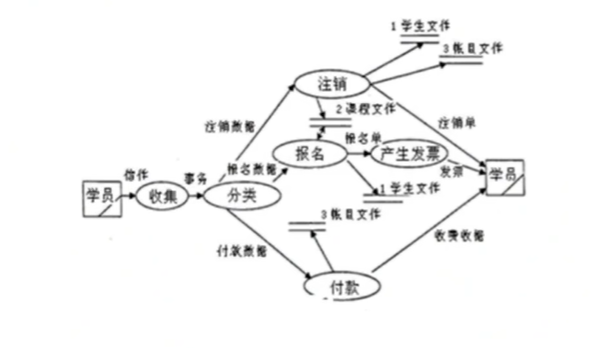 1 学生文件
3 帐目文件
注销
2 课程文件
注销数据
注销单
报名单
报名数据
报名
产生发票
发票
学员
信件
事务
学员
收集
分类
1 学生文件
3 帐目文件
付款数据
收费收据
付款